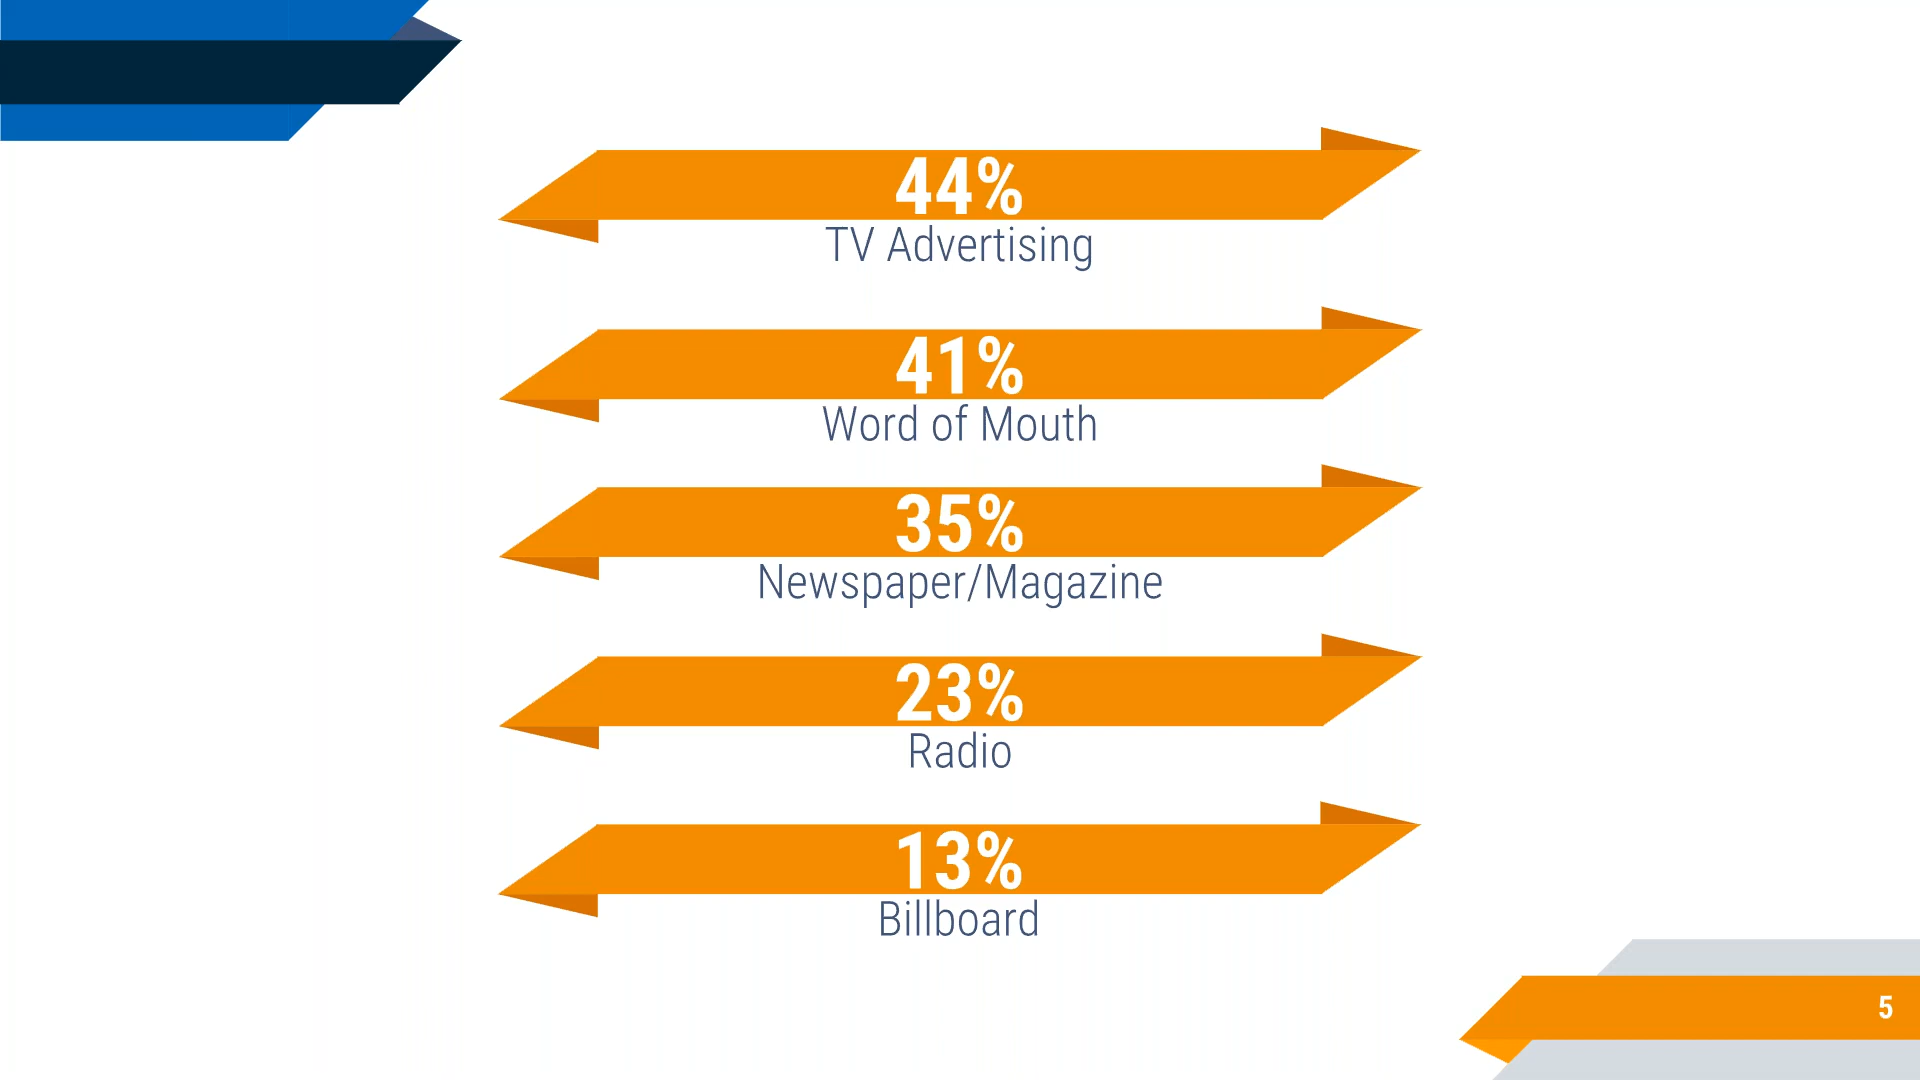 44%
TV Advertising
41%
Word of Mouth
35%
Newspaper/Magazine
23%
Radio
13%
Billboard
5